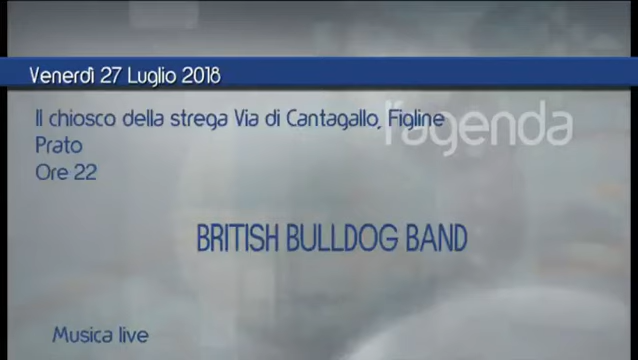 Venerdì 27 Luglio 2018
Il chiosco della strega Via di Cantagallo, Figline
l'agenda
Prato
Ore 22
BRITISH BULLDOG BAND
Musica live